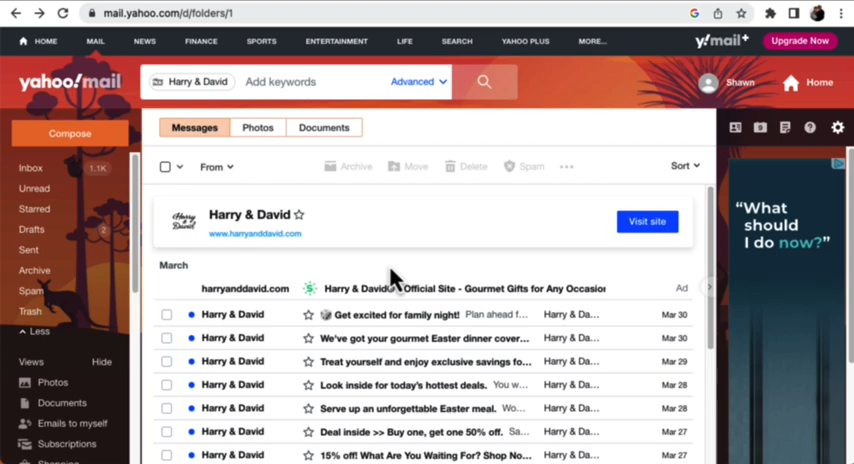 mail.yahoo.com/d/folders/1
HOME MAIL NEWS FINANCE SPORTS ENTERTAINMENT LIFE SEARCH YAHOO PLUS MORE... y!mail+ Upgrade Now
yahoo!mail Harry & David Add keywords Advanced Shawn Home
Compose
Messages Photos Documents
From Archive Move Delete Spam ••• Sort
Inbox 1.1K
Unread
Starred
Drafts 2
Sent
Archive
Spam
Trash
Less
Views Hide
Photos
Documents
Emails to myself
Subscriptions
Shopping
Harry & David
Harry & David
www.harryanddavid.com
Visit site
March
harryanddavid.com Harry & David Official Site - Gourmet Gifts for Any Occasion Ad
Harry & David Get excited for family night! Plan ahead f... Harry & Da... Mar 30
Harry & David We've got your gourmet Easter dinner cover... Harry & Da... Mar 30
Harry & David Treat yourself and enjoy exclusive savings fo... Harry & Da... Mar 29
Harry & David Look inside for today's hottest deals. You w... Harry & Da... Mar 28
Harry & David Serve up an unforgettable Easter meal. Wo... Harry & Da... Mar 28
Harry & David Deal inside >> Buy one, get one 50% off. Sa... Harry & Da... Mar 27
Harry & David 15% off! What Are You Waiting For? Shop No... Harry & Da... Mar 27
"What
should
I do now?"